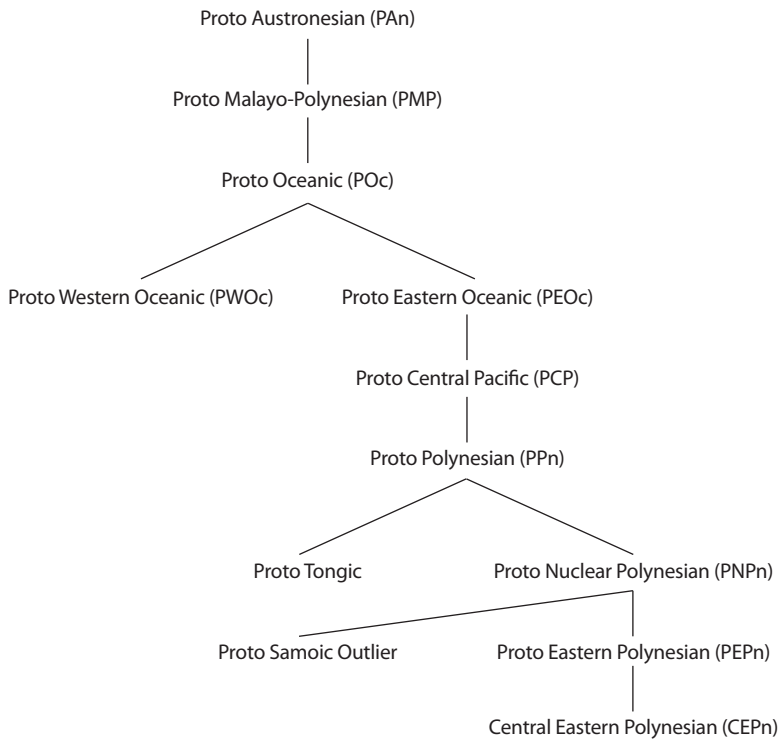 Proto Austronesian (PAn)
Proto Malayo-Polynesian (PMP)
Proto Oceanic (POc)
Proto Western Oceanic (PWOc)
Proto Eastern Oceanic (PEOc)
Proto Central Pacific (PCP)
Proto Polynesian (PPn)
Proto Tongic
Proto Nuclear Polynesian (PNPn)
Proto Samoic Outlier
Proto Eastern Polynesian (PEPn)
Central Eastern Polynesian (CEPn)